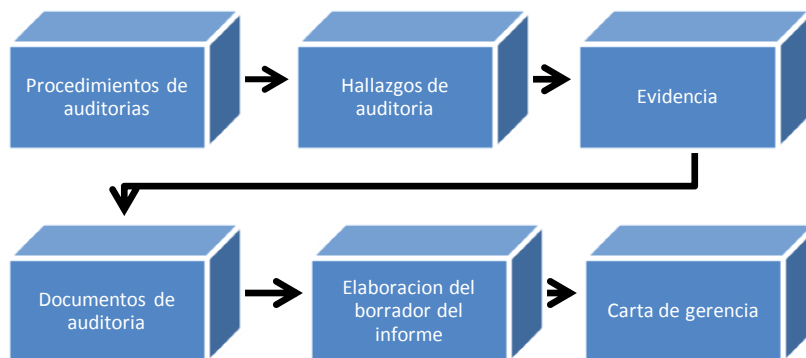 Procedimientos de
auditorias
Hallazgos de
auditoria
Evidencia
Documentos de
auditoria
Elaboracion del
borrador del
informe
Carta de gerencia